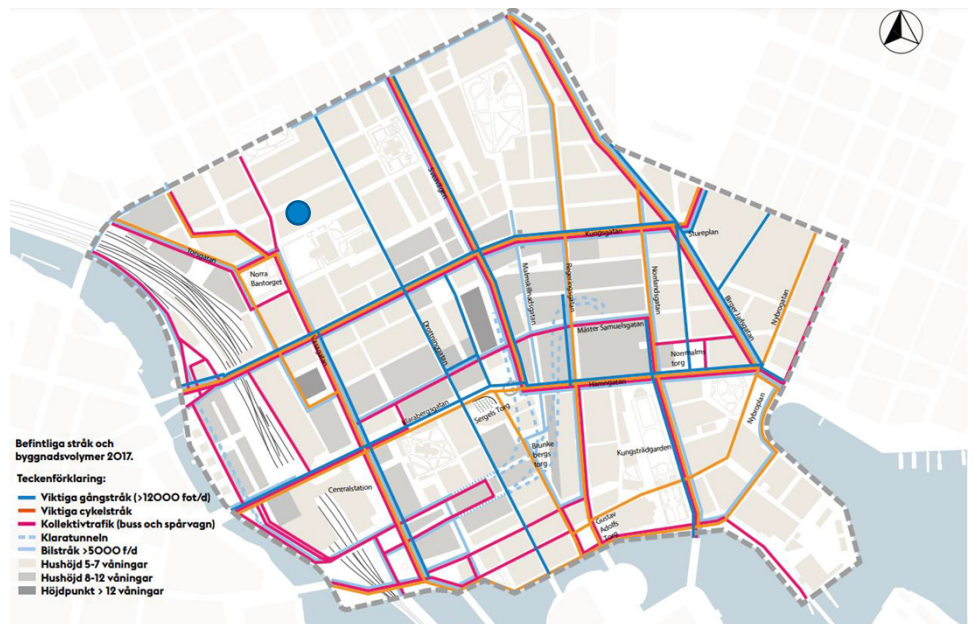 Sveavägen
Kungsgatan
Stureplan
Torsgatan
Norra
Bantorget
Malmskillnadsgatan
Regeringsgatan
Norrlandsgatan
Birger Jarlsgatan
Nybrogatan
Vasagatan
Drottninggatan
Mäster Samuelsgatan
Norrmalms
torg
Hamngatan
Klarabergsgatan
Sergels Torg
Nybroplan
Brunke
bergs
torg
Kungsträdgården
Centralstation
Gustav
Adolfs
Torg
Befintliga stråk och
byggnadsvolymer 2017.
Teckenförklaring:
Viktiga gångstråk (>12000 fot/d)
Viktiga cykelstråk
Kollektivtrafik (buss och spårvagn)
Klaratunneln
Bilstråk >5000 f/d
Hushöjd 5-7 våningar
Hushöjd 8-12 våningar
Höjdpunkt > 12 våningar